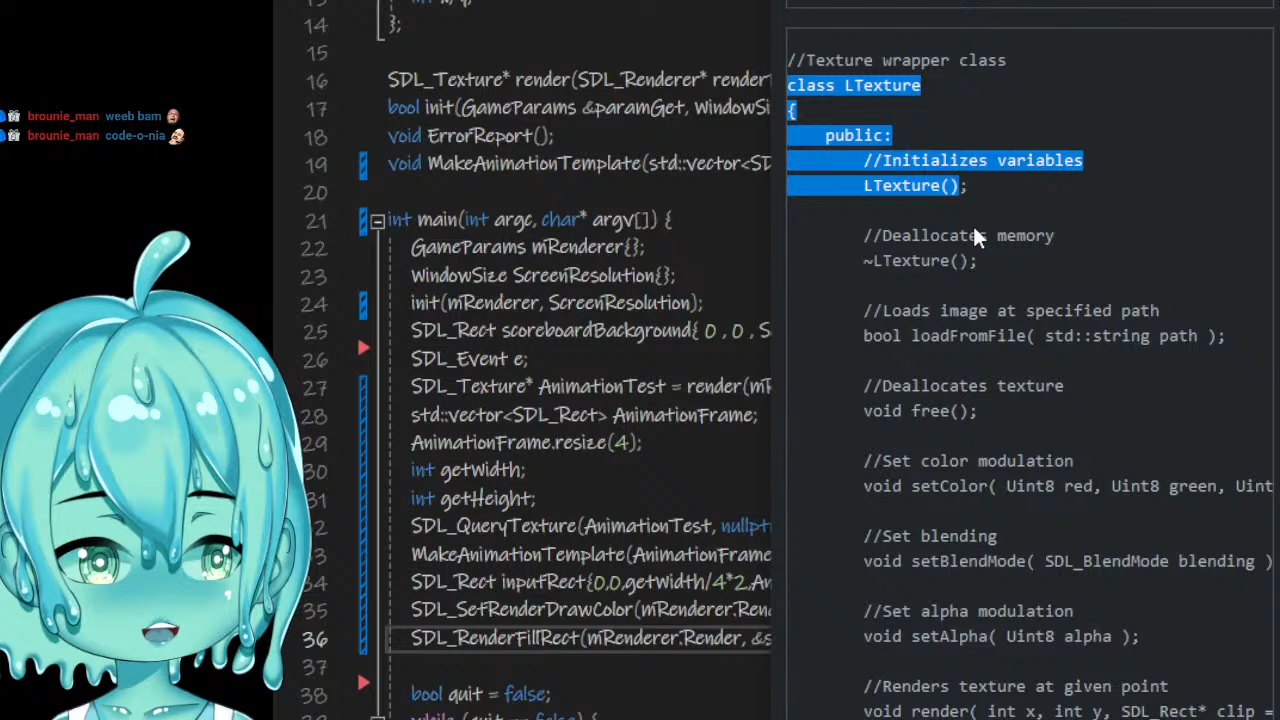 brounie_man weeb barn
brounie_man code-o-nia
14 };
15
16 SDL_Texture* render(SDL_Renderer* render
17 bool init(GameParams &paramGet, WindowSi
18 void ErrorReport();
19 void MakeAnimationTemplate(std::vector<SD
20
21 int main(int argc, char* argv[]) {
22 GameParams mRenderer{};
23 WindowSize ScreenResolution{};
24 init(mRenderer, ScreenResolution);
25 SDL_Rect scoreboardBackground{ 0 , 0 , S
26 SDL_Event e;
27 SDL_Texture* AnimationTest = render(m
28 std::vector<SDL_Rect> AnimationFrame;
29 AnimationFrame.resize(4);
30 int getWidth;
31 int getHeight;
2 SDL_QueryTexture(AnimationTest, nullpt
3 MakeAnimationTemplate(AnimationFrame
34 SDL_Rect inputRect{0,0,getWidth/4*2,An
35 SDL_SetRenderDrawColor(mRenderer.Ren
36 SDL_RenderFillRect(mRenderer.Render, &s
37
38 bool quit = false;
while (quit == false) {
//Texture wrapper class
class LTexture
{
public:
//Initializes variables
LTexture();
//Deallocates memory
~LTexture();
//Loads image at specified path
bool loadFromFile( std::string path );
//Deallocates texture
void free();
//Set color modulation
void setColor( Uint8 red, Uint8 green, Uint
//Set blending
void setBlendMode( SDL_BlendMode blending )
//Set alpha modulation
void setAlpha( Uint8 alpha );
//Renders texture at given point
void render( int x, int y, SDL_Rect* clip =